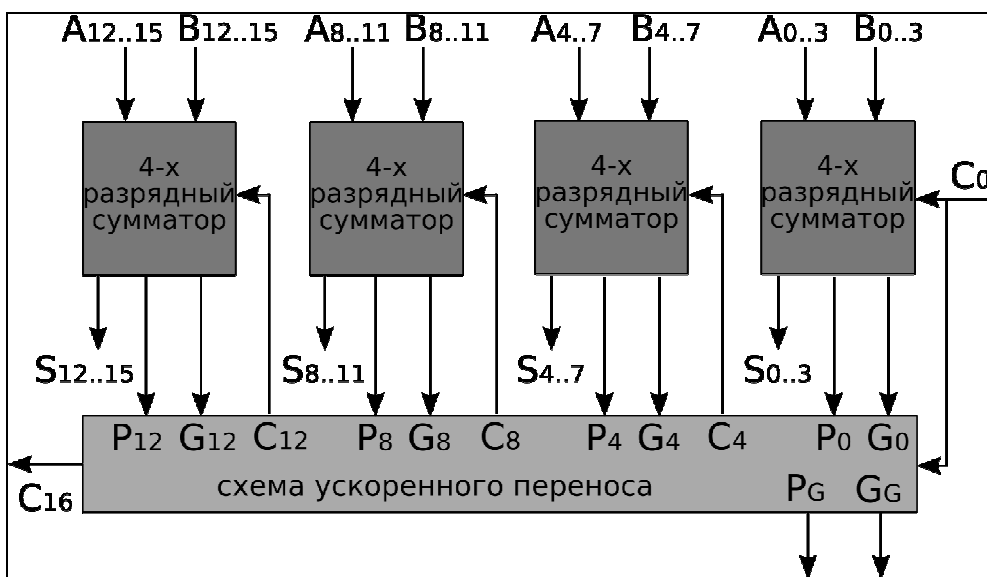 A12..15 B12..15 A8..11 B8..11 A4..7 B4..7 A0..3 B0..3
4-х
разрядный
сумматор
4-х
разрядный
сумматор
4-х
разрядный
сумматор
4-х
разрядный
сумматор
C0
S12..15 S8..11 S4..7 S0..3
P12 G12 C12 P8 G8 C8 P4 G4 C4 P0 G0
схема ускоренного переноса
PG GG
C16